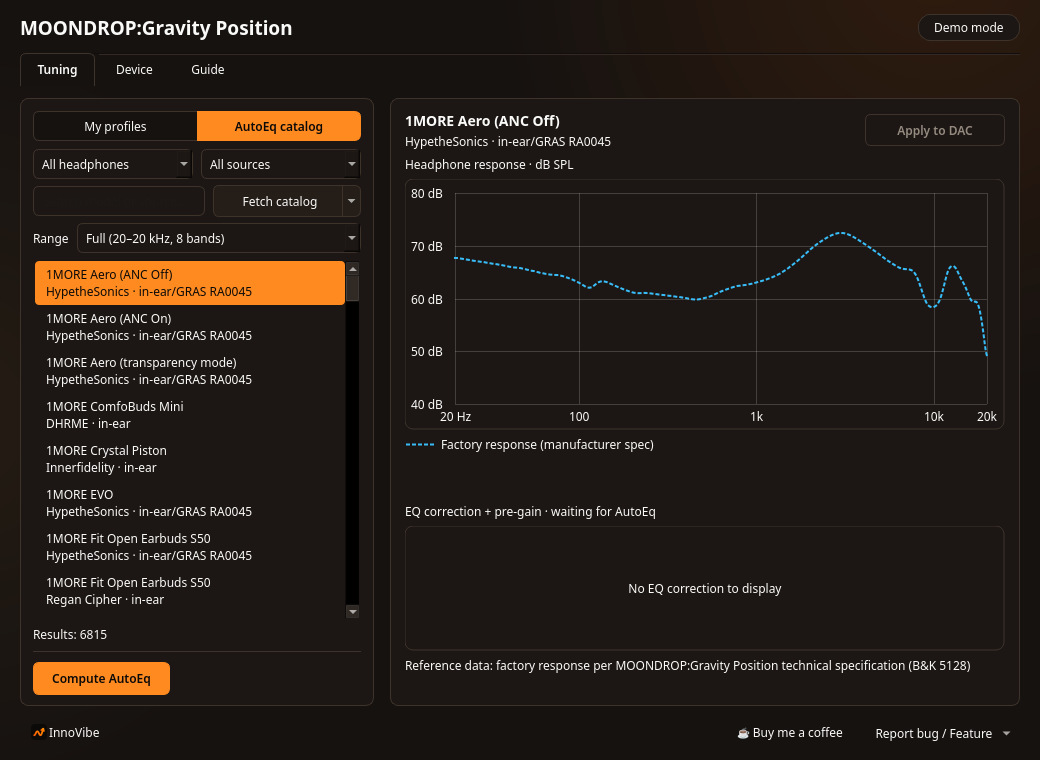 MOONDROP:Gravity Position
Demo mode
Tuning
Device
Guide
My profiles
AutoEq catalog
All headphones
All sources
Fetch catalog
Range
Full (20–20 kHz, 8 bands)
1MORE Aero (ANC Off)
HypetheSonics · in-ear/GRAS RA0045
1MORE Aero (ANC On)
HypetheSonics · in-ear/GRAS RA0045
1MORE Aero (transparency mode)
HypetheSonics · in-ear/GRAS RA0045
1MORE ComfoBuds Mini
DHRME · in-ear
1MORE Crystal Piston
Innerfidelity · in-ear
1MORE EVO
HypetheSonics · in-ear/GRAS RA0045
1MORE Fit Open Earbuds S50
HypetheSonics · in-ear/GRAS RA0045
1MORE Fit Open Earbuds S50
Regan Cipher · in-ear
Results: 6815
Compute AutoEq
1MORE Aero (ANC Off)
HypetheSonics · in-ear/GRAS RA0045
Apply to DAC
Headphone response · dB SPL
80 dB
70 dB
60 dB
50 dB
40 dB
20 Hz
100
1k
10k
20k
Factory response (manufacturer spec)
EQ correction + pre-gain · waiting for AutoEq
No EQ correction to display
Reference data: factory response per MOONDROP:Gravity Position technical specification (B&K 5128)
InnoVibe
☕ Buy me a coffee
Report bug / Feature